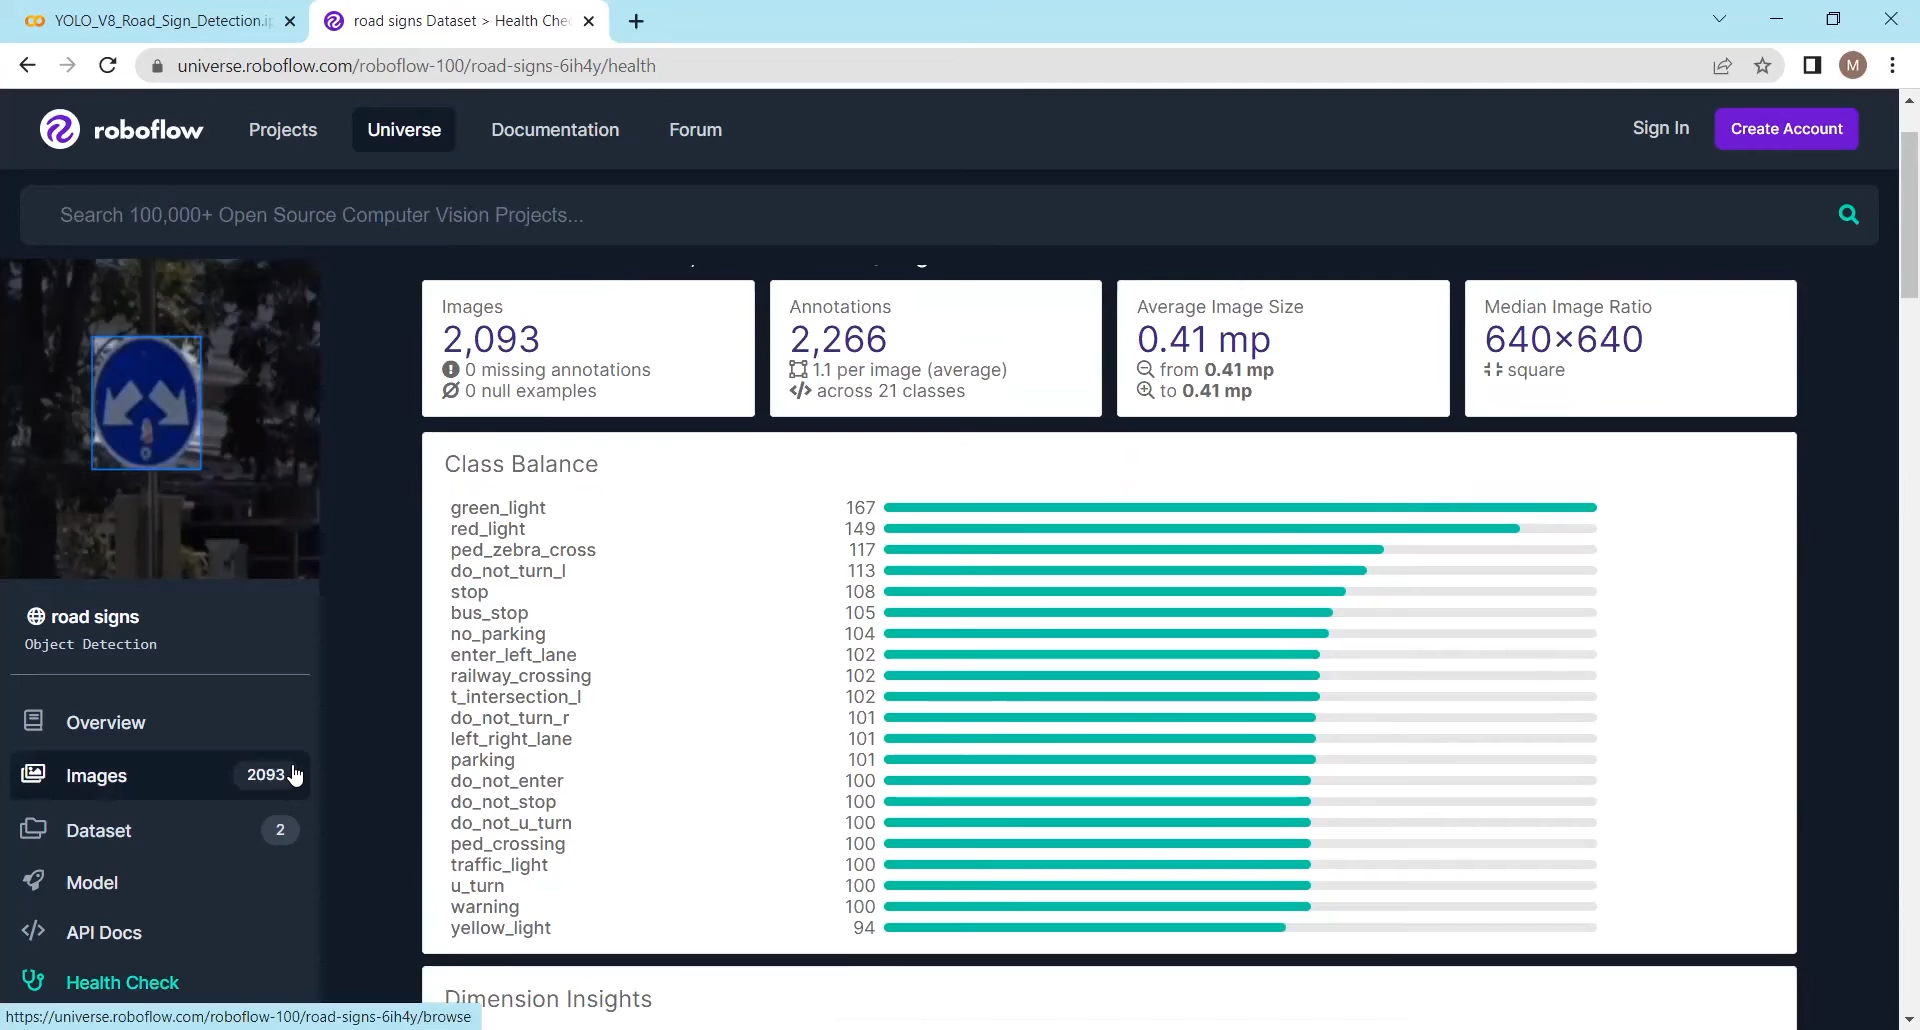 YOLO_V8_Road_Sign_Detection.i
road signs Dataset > Health Che
universe.roboflow.com/roboflow-100/road-signs-6ih4y/health
M
roboflow
Projects
Universe
Documentation
Forum
Sign In
Create Account
Search 100,000+ Open Source Computer Vision Projects...
Images
2,093
0 missing annotations
0 null examples
Annotations
2,266
1.1 per image (average)
across 21 classes
Average Image Size
0.41 mp
from 0.41 mp
to 0.41 mp
Median Image Ratio
640×640
square
road signs
Object Detection
Overview
Images 2093
Dataset 2
Model
API Docs
Health Check
Class Balance
green_light 167
red_light 149
ped_zebra_cross 117
do_not_turn_l 113
stop 108
bus_stop 105
no_parking 104
enter_left_lane 102
railway_crossing 102
t_intersection_l 102
do_not_turn_r 101
left_right_lane 101
parking 101
do_not_enter 100
do_not_stop 100
do_not_u_turn 100
ped_crossing 100
traffic_light 100
u_turn 100
warning 100
yellow_light 94
Dimension Insights
https://universe.roboflow.com/roboflow-100/road-signs-6ih4y/browse